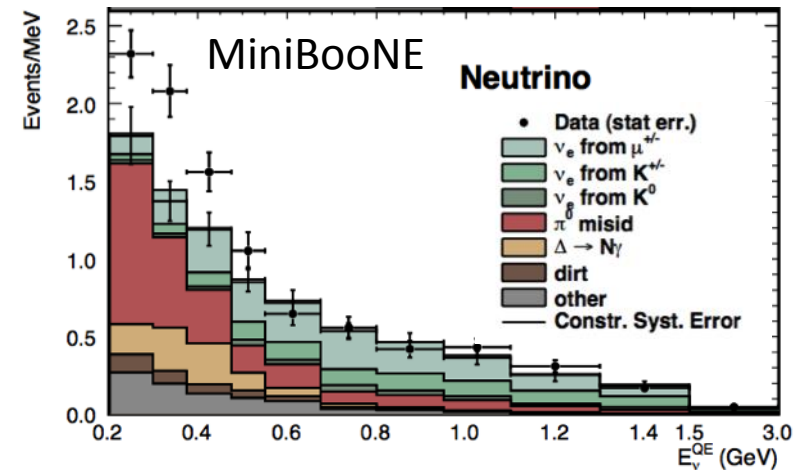 MiniBooNE
Neutrino
Events/MeV
2.5
2.0
1.5
1.0
0.5
0.0
Data (stat err.)
νe from μ+/-
νe from K+/-
νe from K0
π0 misid
Δ → Nγ
dirt
other
Constr. Syst. Error
0.2 0.4 0.6 0.8 1.0 1.2 1.4 1.5 3.0
EνQE (GeV)